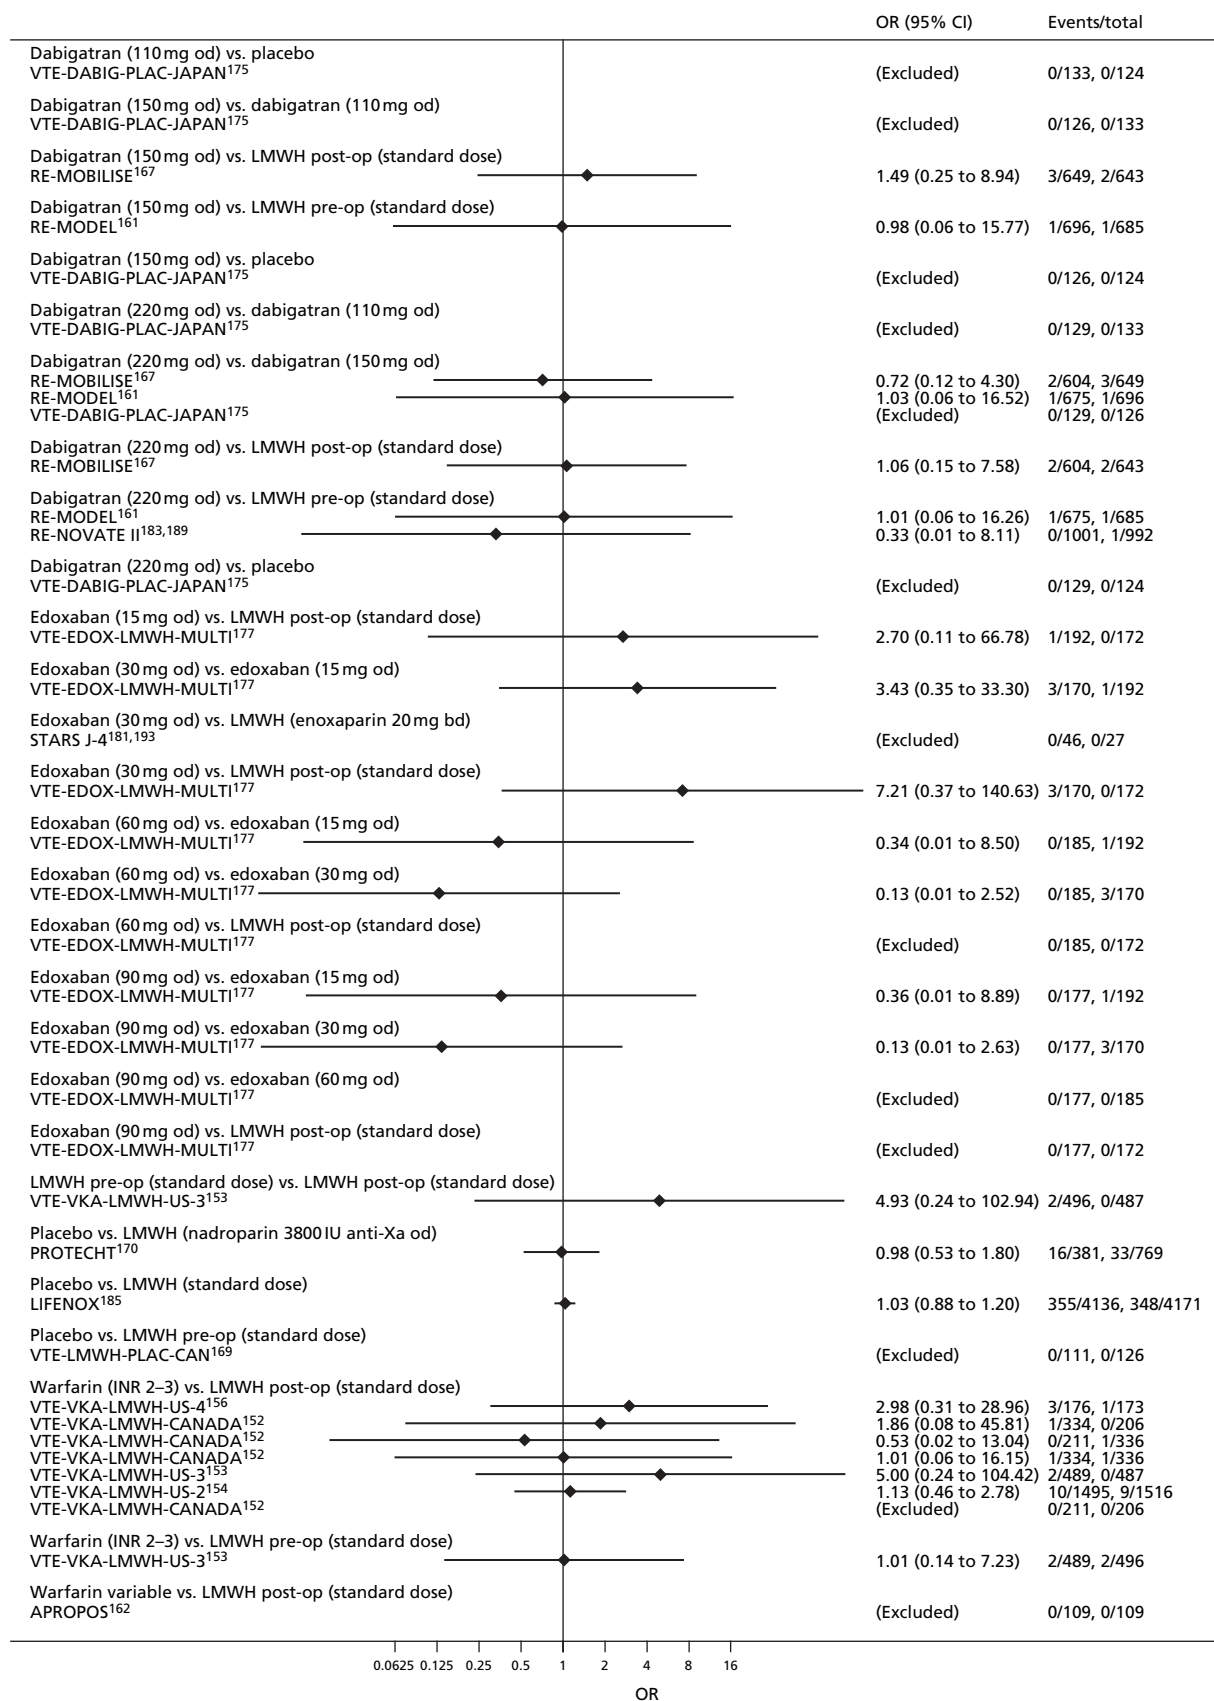 OR (95% CI) Events/total
Dabigatran (110 mg od) vs. placebo
VTE-DABIG-PLAC-JAPAN175 (Excluded) 0/133, 0/124
Dabigatran (150 mg od) vs. dabigatran (110 mg od)
VTE-DABIG-PLAC-JAPAN175 (Excluded) 0/126, 0/133
Dabigatran (150 mg od) vs. LMWH post-op (standard dose)
RE-MOBILISE167 1.49 (0.25 to 8.94) 3/649, 2/643
Dabigatran (150 mg od) vs. LMWH pre-op (standard dose)
RE-MODEL161 0.98 (0.06 to 15.77) 1/696, 1/685
Dabigatran (150 mg od) vs. placebo
VTE-DABIG-PLAC-JAPAN175 (Excluded) 0/126, 0/124
Dabigatran (220 mg od) vs. dabigatran (110 mg od)
VTE-DABIG-PLAC-JAPAN175 (Excluded) 0/129, 0/133
Dabigatran (220 mg od) vs. dabigatran (150 mg od)
RE-MOBILISE167 0.72 (0.12 to 4.30) 2/604, 3/649
RE-MODEL161 1.03 (0.06 to 16.52) 1/675, 1/696
VTE-DABIG-PLAC-JAPAN175 (Excluded) 0/129, 0/126
Dabigatran (220 mg od) vs. LMWH post-op (standard dose)
RE-MOBILISE167 1.06 (0.15 to 7.58) 2/604, 2/643
Dabigatran (220 mg od) vs. LMWH pre-op (standard dose)
RE-MODEL161 1.01 (0.06 to 16.26) 1/675, 1/685
RE-NOVATE II183,189 0.33 (0.01 to 8.11) 0/1001, 1/992
Dabigatran (220 mg od) vs. placebo
VTE-DABIG-PLAC-JAPAN175 (Excluded) 0/129, 0/124
Edoxaban (15 mg od) vs. LMWH post-op (standard dose)
VTE-EDOX-LMWH-MULTI177 2.70 (0.11 to 66.78) 1/192, 0/172
Edoxaban (30 mg od) vs. edoxaban (15 mg od)
VTE-EDOX-LMWH-MULTI177 3.43 (0.35 to 33.30) 3/170, 1/192
Edoxaban (30 mg od) vs. LMWH (enoxaparin 20 mg bd)
STARS J-4181,193 (Excluded) 0/46, 0/27
Edoxaban (30 mg od) vs. LMWH post-op (standard dose)
VTE-EDOX-LMWH-MULTI177 7.21 (0.37 to 140.63) 3/170, 0/172
Edoxaban (60 mg od) vs. edoxaban (15 mg od)
VTE-EDOX-LMWH-MULTI177 0.34 (0.01 to 8.50) 0/185, 1/192
Edoxaban (60 mg od) vs. edoxaban (30 mg od)
VTE-EDOX-LMWH-MULTI177 0.13 (0.01 to 2.52) 0/185, 3/170
Edoxaban (60 mg od) vs. LMWH post-op (standard dose)
VTE-EDOX-LMWH-MULTI177 (Excluded) 0/185, 0/172
Edoxaban (90 mg od) vs. edoxaban (15 mg od)
VTE-EDOX-LMWH-MULTI177 0.36 (0.01 to 8.89) 0/177, 1/192
Edoxaban (90 mg od) vs. edoxaban (30 mg od)
VTE-EDOX-LMWH-MULTI177 0.13 (0.01 to 2.63) 0/177, 3/170
Edoxaban (90 mg od) vs. edoxaban (60 mg od)
VTE-EDOX-LMWH-MULTI177 (Excluded) 0/177, 0/185
Edoxaban (90 mg od) vs. LMWH post-op (standard dose)
VTE-EDOX-LMWH-MULTI177 (Excluded) 0/177, 0/172
LMWH pre-op (standard dose) vs. LMWH post-op (standard dose)
VTE-VKA-LMWH-US-3153 4.93 (0.24 to 102.94) 2/496, 0/487
Placebo vs. LMWH (nadroparin 3800 IU anti-Xa od)
PROTECHT170 0.98 (0.53 to 1.80) 16/381, 33/769
Placebo vs. LMWH (standard dose)
LIFENOX185 1.03 (0.88 to 1.20) 355/4136, 348/4171
Placebo vs. LMWH pre-op (standard dose)
VTE-LMWH-PLAC-CAN169 (Excluded) 0/111, 0/126
Warfarin (INR 2–3) vs. LMWH post-op (standard dose)
VTE-VKA-LMWH-US-4156 2.98 (0.31 to 28.96) 3/176, 1/173
VTE-VKA-LMWH-CANADA152 1.86 (0.08 to 45.81) 1/334, 0/206
VTE-VKA-LMWH-CANADA152 0.53 (0.02 to 13.04) 0/211, 1/336
VTE-VKA-LMWH-CANADA152 1.01 (0.06 to 16.15) 1/334, 1/336
VTE-VKA-LMWH-US-3153 5.00 (0.24 to 104.42) 2/489, 0/487
VTE-VKA-LMWH-US-2154 1.13 (0.46 to 2.78) 10/1495, 9/1516
VTE-VKA-LMWH-CANADA152 (Excluded) 0/211, 0/206
Warfarin (INR 2–3) vs. LMWH pre-op (standard dose)
VTE-VKA-LMWH-US-3153 1.01 (0.14 to 7.23) 2/489, 2/496
Warfarin variable vs. LMWH post-op (standard dose)
APROPOS162 (Excluded) 0/109, 0/109
0.0625 0.125 0.25 0.5 1 2 4 8 16
OR